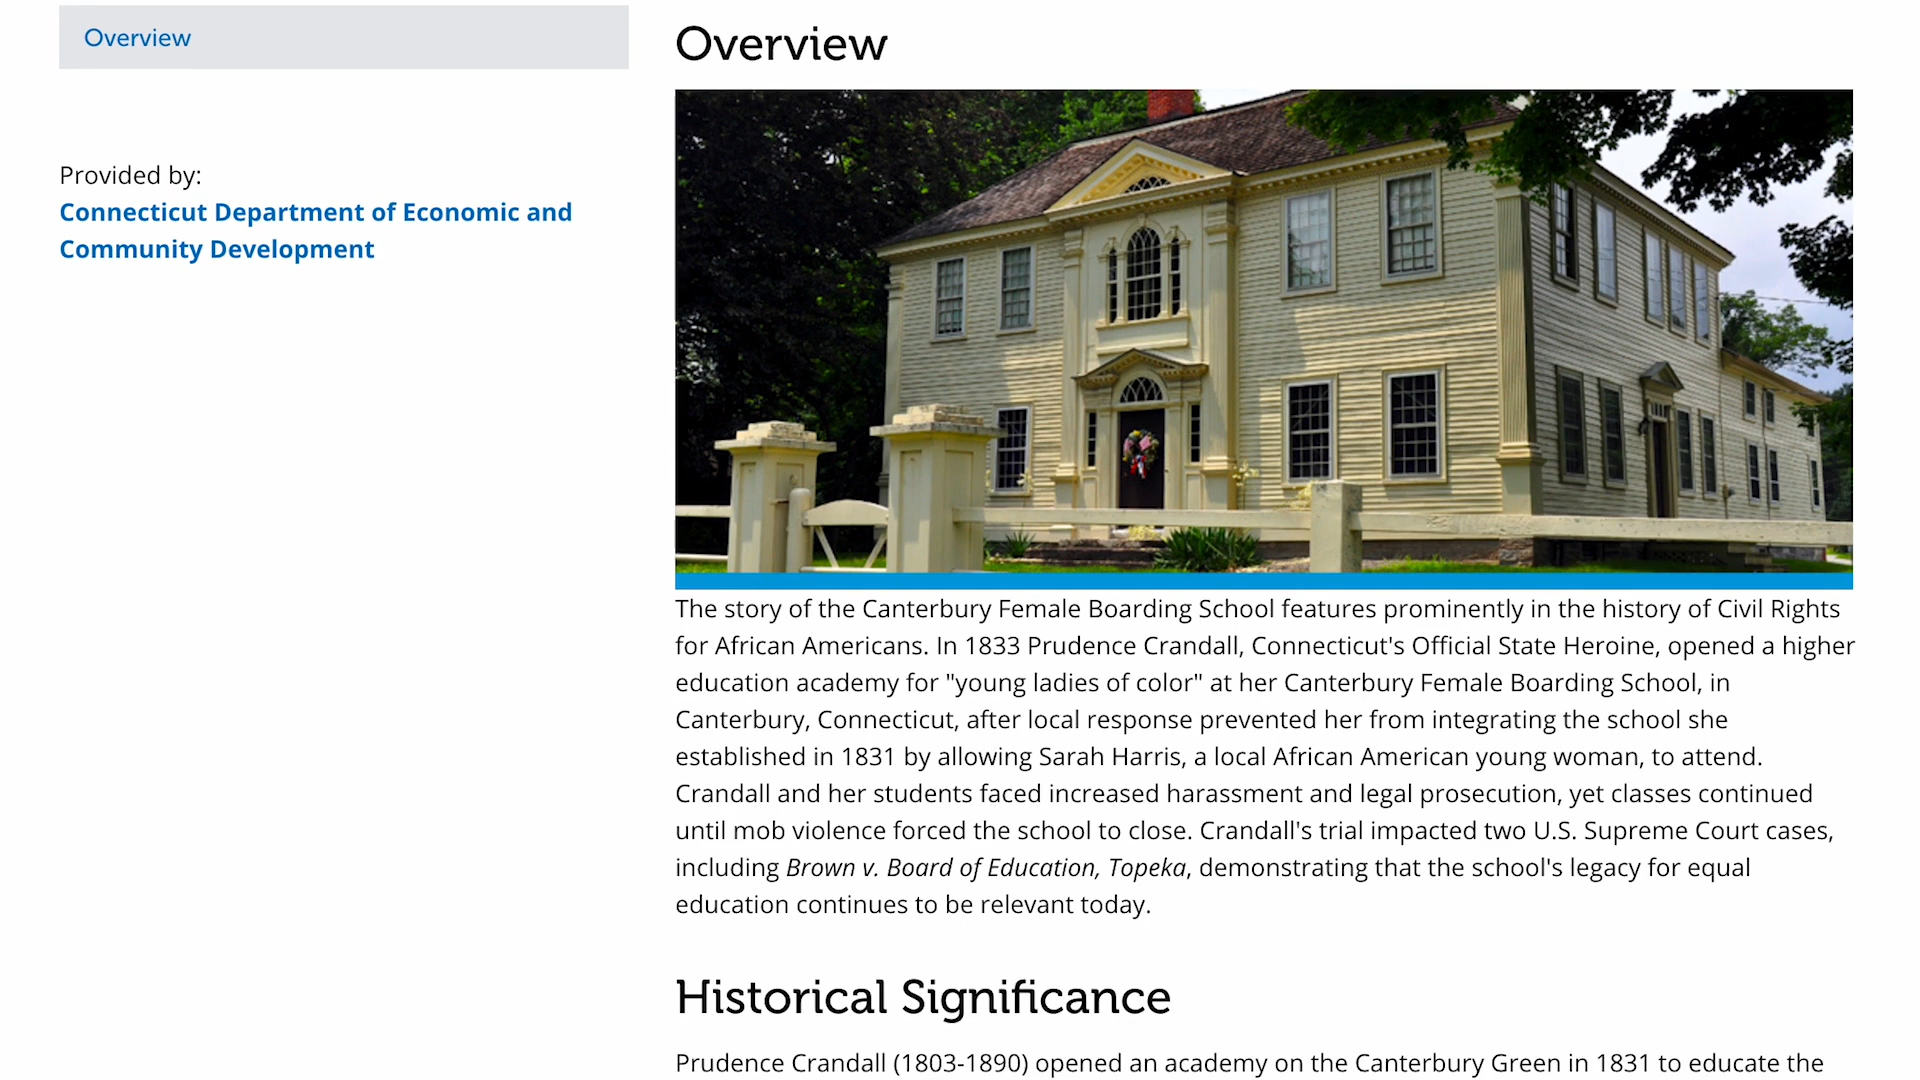 Overview
Provided by:
Connecticut Department of Economic and
Community Development
Overview
The story of the Canterbury Female Boarding School features prominently in the history of Civil Rights
for African Americans. In 1833 Prudence Crandall, Connecticut's Official State Heroine, opened a higher
education academy for "young ladies of color" at her Canterbury Female Boarding School, in
Canterbury, Connecticut, after local response prevented her from integrating the school she
established in 1831 by allowing Sarah Harris, a local African American young woman, to attend.
Crandall and her students faced increased harassment and legal prosecution, yet classes continued
until mob violence forced the school to close. Crandall's trial impacted two U.S. Supreme Court cases,
including Brown v. Board of Education, Topeka, demonstrating that the school's legacy for equal
education continues to be relevant today.
Historical Significance
Prudence Crandall (1803-1890) opened an academy on the Canterbury Green in 1831 to educate the